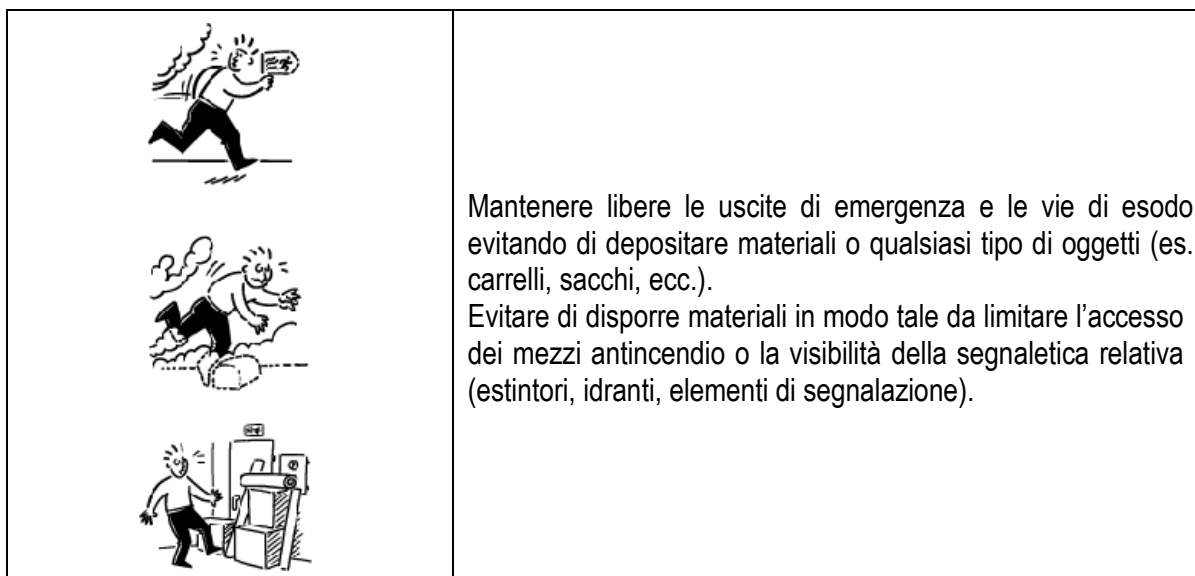 Mantenere libere le uscite di emergenza e le vie di esodo
evitando di depositare materiali o qualsiasi tipo di oggetti (es.
carrelli, sacchi, ecc.).
Evitare di disporre materiali in modo tale da limitare l’accesso
dei mezzi antincendio o la visibilità della segnaletica relativa
(estintori, idranti, elementi di segnalazione).